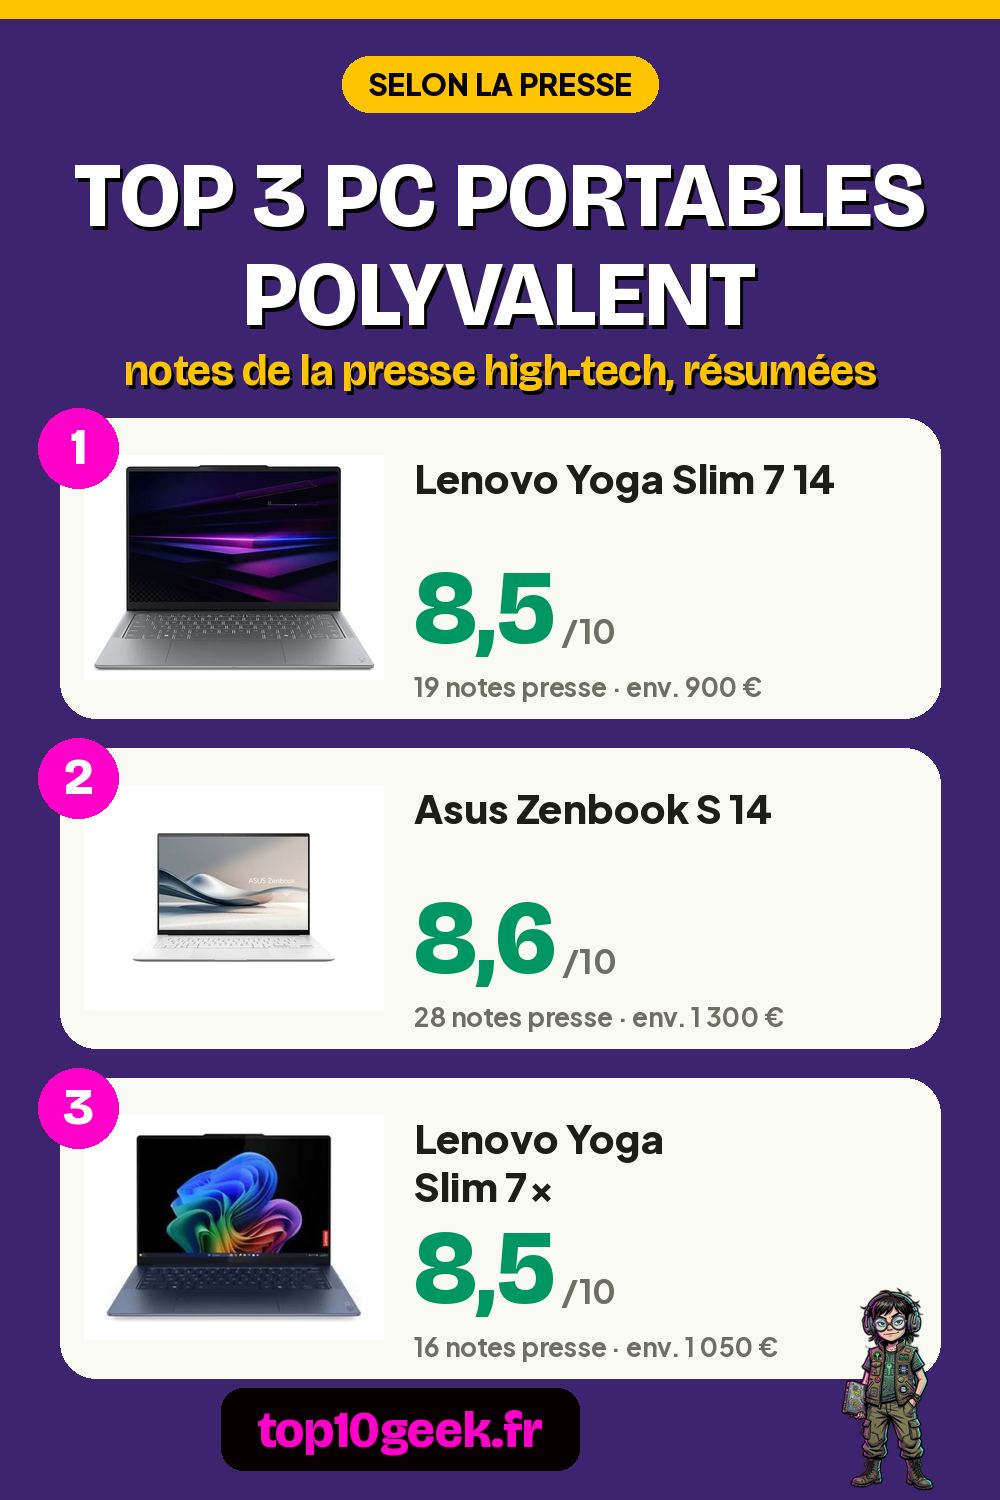 SELON LA PRESSE
TOP 3 PC PORTABLES
POLYVALENT
notes de la presse high-tech, résumées
1
Lenovo Yoga Slim 7 14
8,5 /10
19 notes presse · env. 900 €
2
Asus Zenbook S 14
ASUS Zenbook
8,6 /10
28 notes presse · env. 1 300 €
3
Lenovo Yoga
Slim 7x
8,5 /10
16 notes presse · env. 1 050 €
top10geek.fr